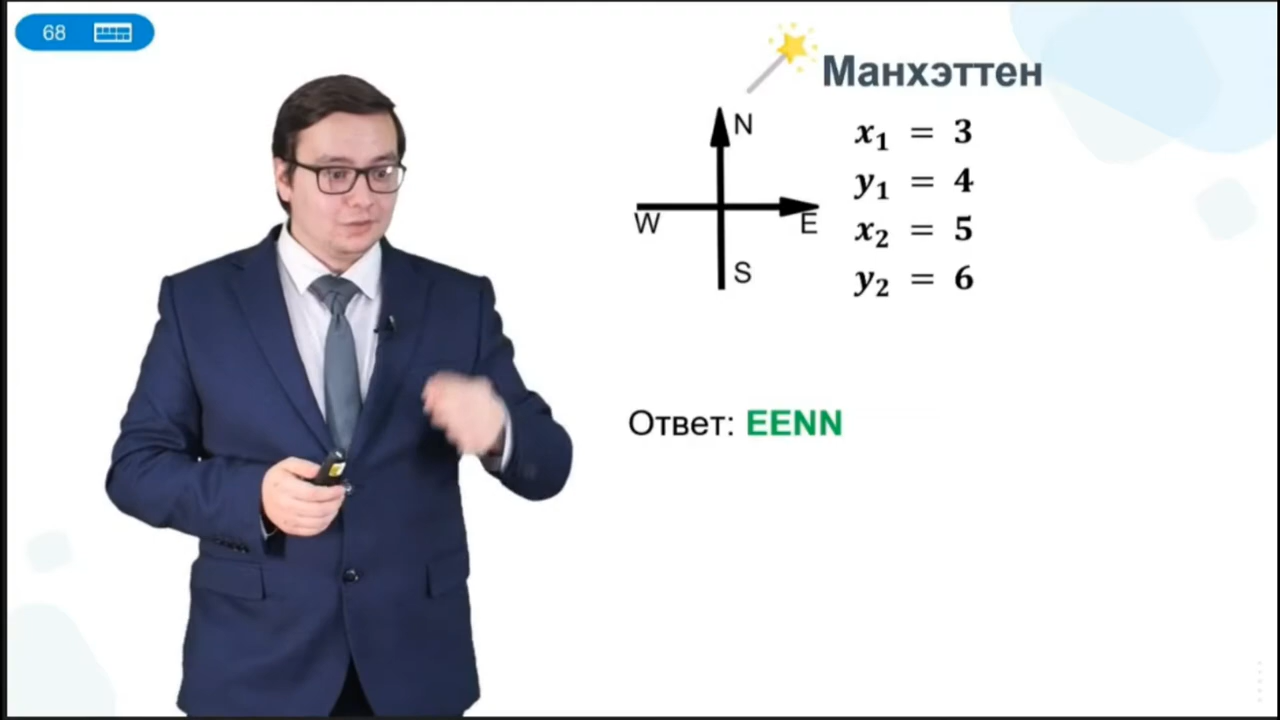 68
Манхэттен
N
W
E
S
x₁ = 3
y₁ = 4
x₂ = 5
y₂ = 6
Ответ: EENN